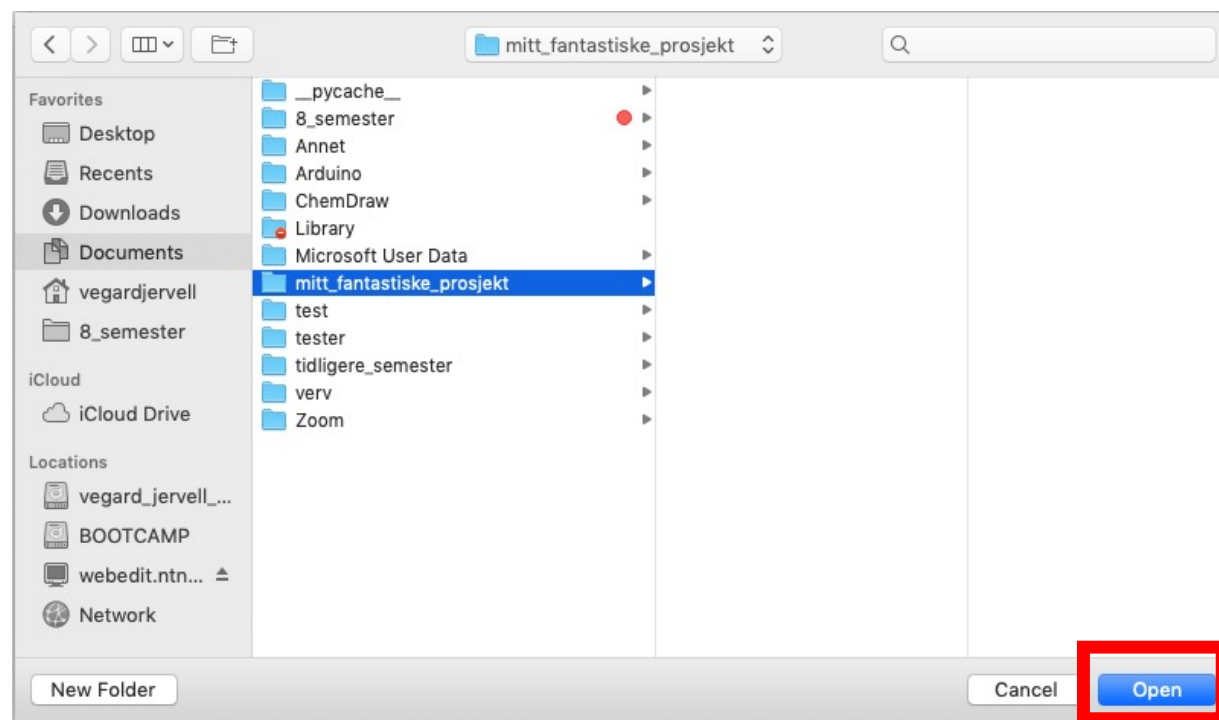 mitt_fantastiske_prosjekt
Favorites
Desktop
Recents
Downloads
Documents
vegardjervell
8_semester
iCloud
iCloud Drive
Locations
vegard_jervell_...
BOOTCAMP
webedit.ntn...
Network
__pycache__
8_semester
Annet
Arduino
ChemDraw
Library
Microsoft User Data
mitt_fantastiske_prosjekt
test
tester
tidligere_semester
verv
Zoom
New Folder
Cancel
Open